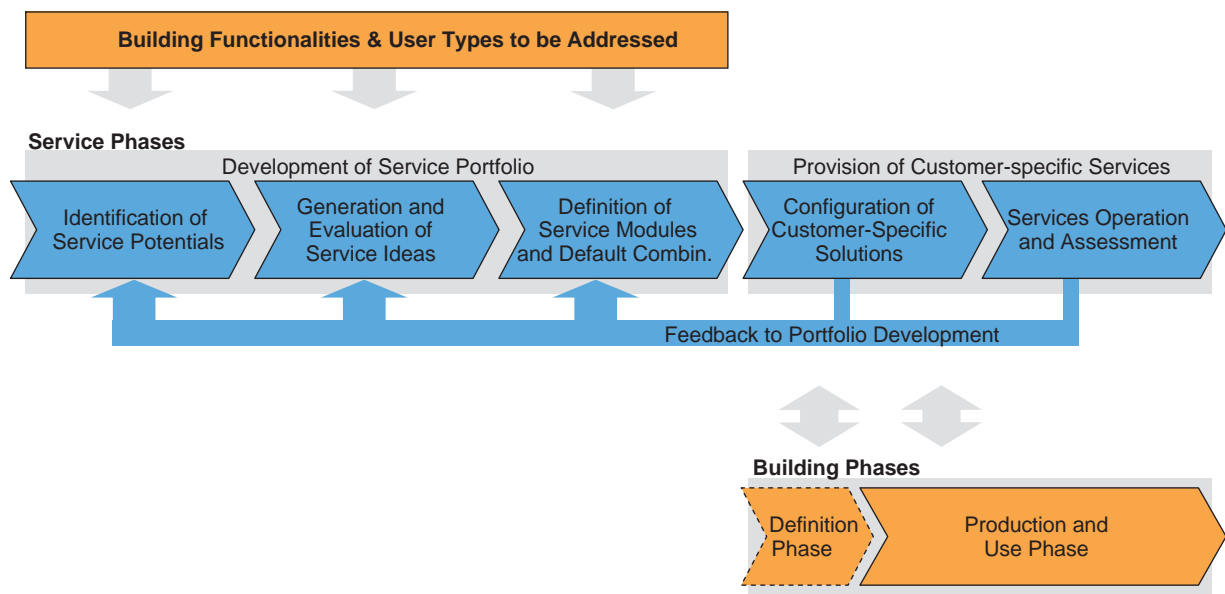 Building Functionalities & User Types to be Addressed
Service Phases
Development of Service Portfolio
Identification of
Service Potentials
Generation and
Evaluation of
Service Ideas
Definition of
Service Modules
and Default Combin.
Provision of Customer-specific Services
Configuration of
Customer-Specific
Solutions
Services Operation
and Assessment
Feedback to Portfolio Development
Building Phases
Definition
Phase
Production and
Use Phase